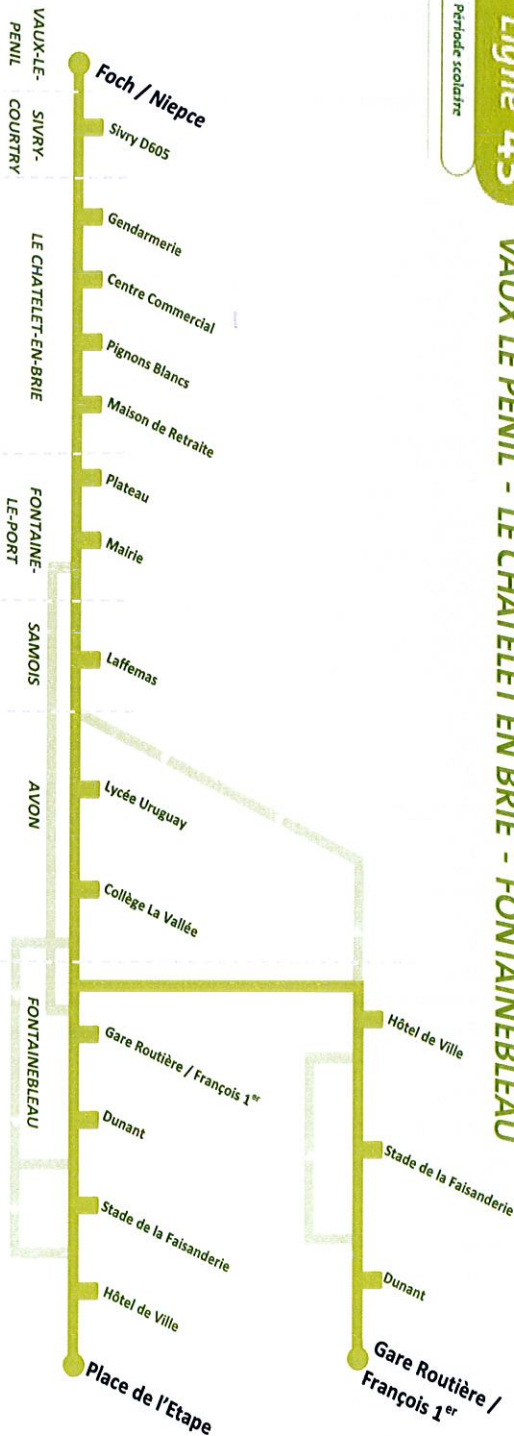 Ligne 45
Période scolaire
VAUX LE PENIL - LE CHATELET EN BRIE - FONTAINEBLEAU
Foch / Niepce
Sivry D605
Gendarmerie
Centre Commercial
Pignons Blancs
Maison de Retraite
Plateau
Mairie
Laffemas
Lycée Uruguay
Collège La Vallée
Gare Routière / François 1er
Dunant
Stade de la Faisanderie
Hôtel de Ville
Place de l'Etape
Hôtel de Ville
Stade de la Faisanderie
Dunant
Gare Routière /
François 1er
VAUX-LE-
PENIL
SIVRY-
COURTRY
LE CHATELET-EN-BRIE
FONTAINE-
LE-PORT
SAMOIS
AVON
FONTAINEBLEAU